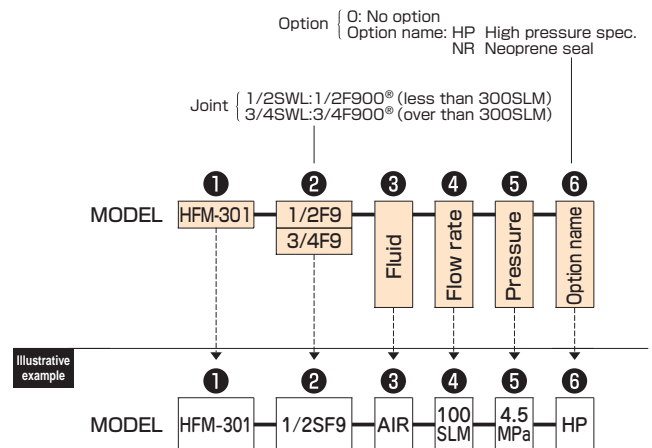 Option { 0: No option
Option name: HP High pressure spec.
NR Neoprene seal
Joint { 1/2SWL:1/2F900® (less than 300SLM)
3/4SWL:3/4F900® (over than 300SLM)
❶ ❷ ❸ ❹ ❺ ❻
MODEL HFM-301 1/2F9 Fluid Flow rate Pressure Option name
3/4F9
Illustrative
example
❶ ❷ ❸ ❹ ❺ ❻
MODEL HFM-301 1/2SF9 AIR 100 SLM 4.5 MPa HP